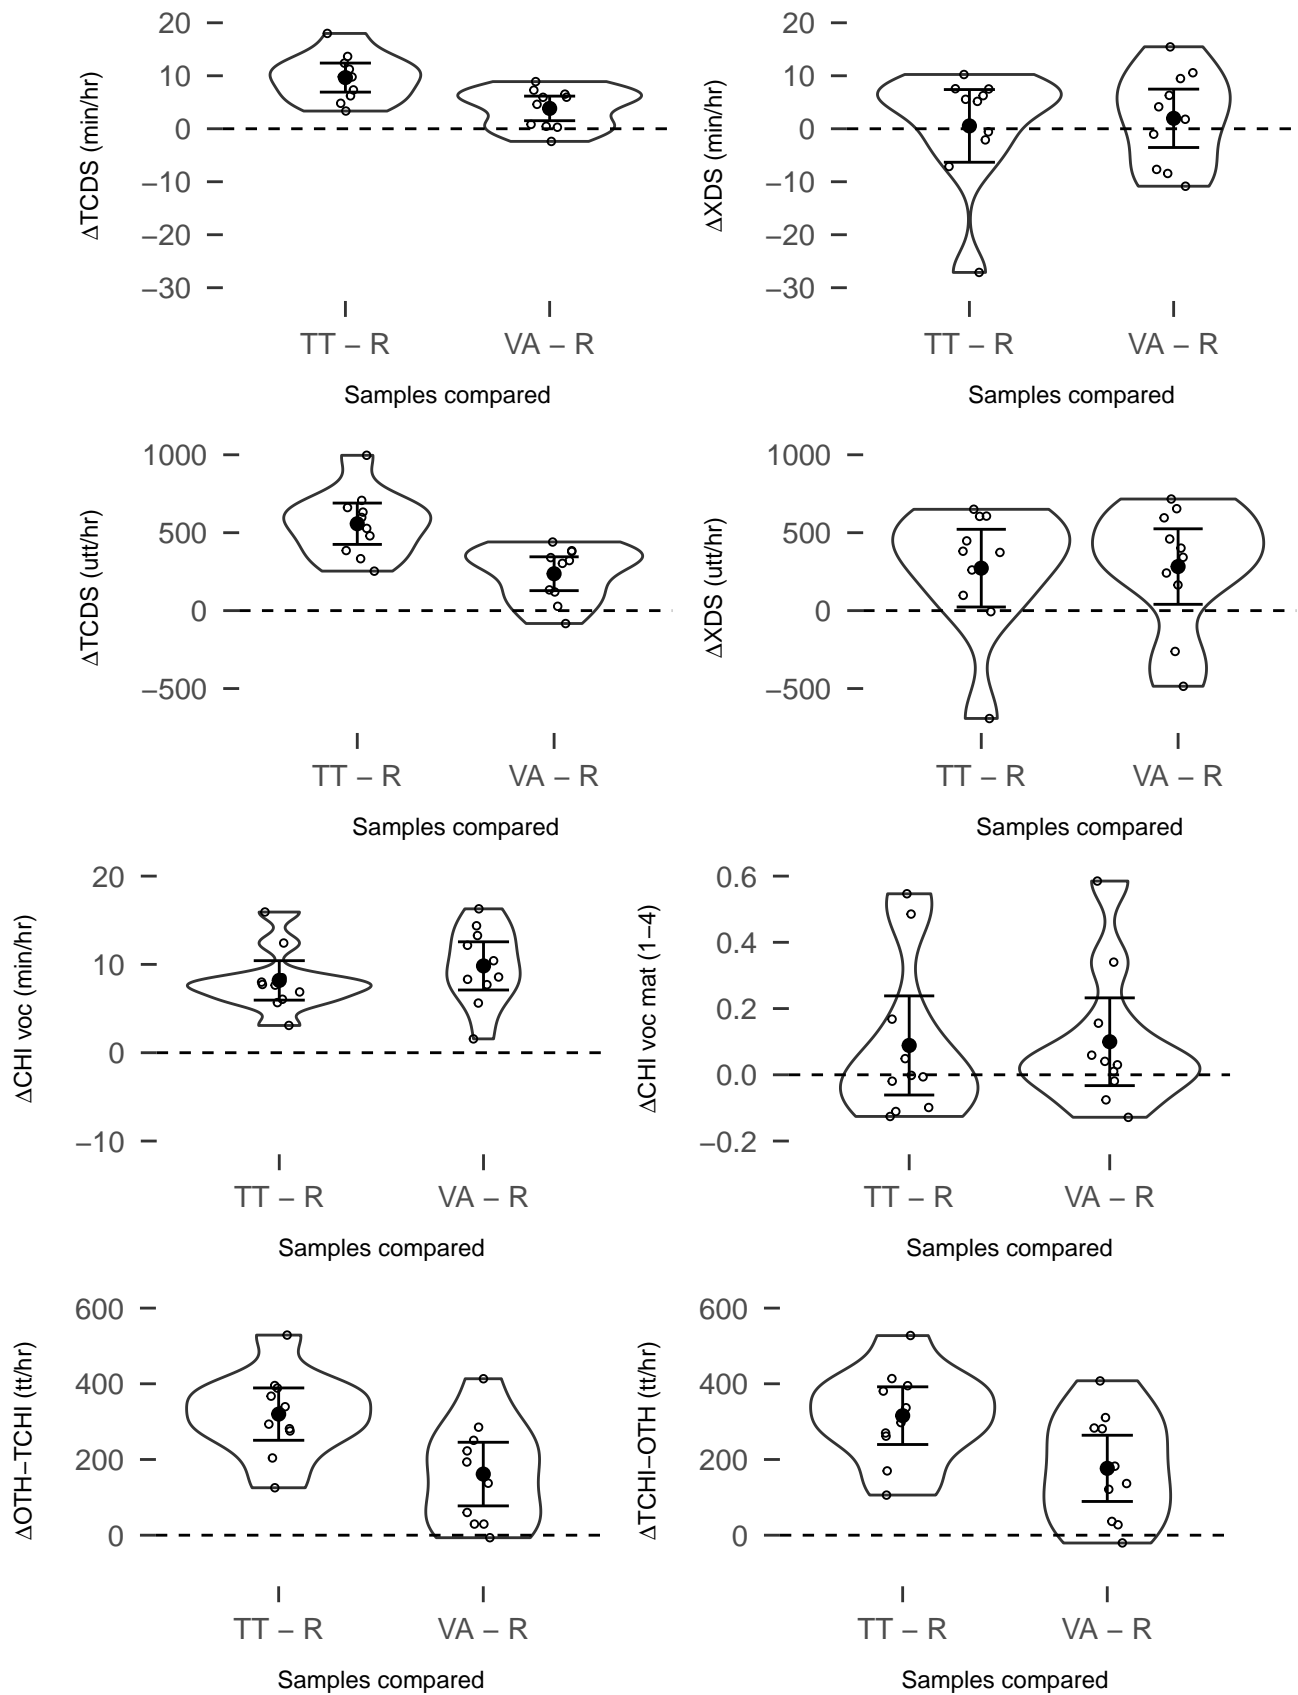 ΔTCDS (min/hr)
20
10
0
−10
−20
−30
TT − R
VA − R
Samples compared
ΔXDS (min/hr)
20
10
0
−10
−20
−30
TT − R
VA − R
Samples compared
ΔTCDS (utt/hr)
1000
500
0
−500
TT − R
VA − R
Samples compared
ΔXDS (utt/hr)
1000
500
0
−500
TT − R
VA − R
Samples compared
ΔCHI voc (min/hr)
20
10
0
−10
TT − R
VA − R
Samples compared
ΔCHI voc mat (1−4)
0.6
0.4
0.2
0.0
−0.2
TT − R
VA − R
Samples compared
ΔOTH−TCHI (tt/hr)
600
400
200
0
TT − R
VA − R
Samples compared
ΔTCHI−OTH (tt/hr)
600
400
200
0
TT − R
VA − R
Samples compared